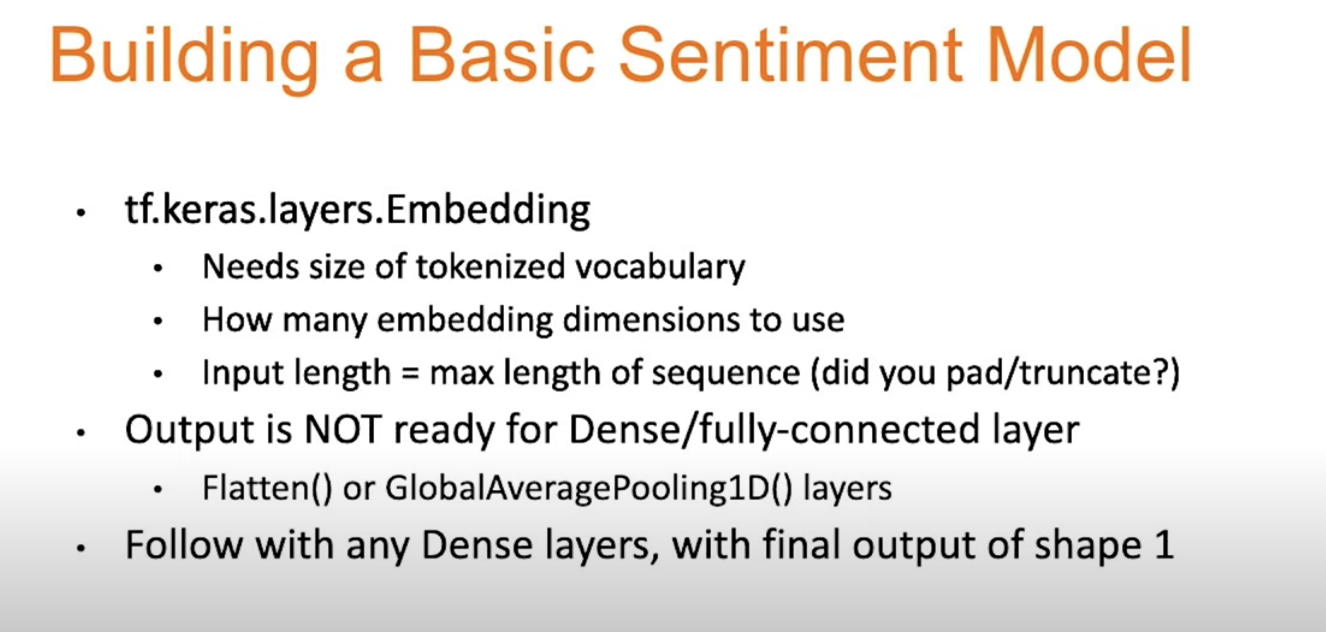 Building a Basic Sentiment Model
• tf.keras.layers.Embedding
• Needs size of tokenized vocabulary
• How many embedding dimensions to use
• Input length = max length of sequence (did you pad/truncate?)
• Output is NOT ready for Dense/fully-connected layer
• Flatten() or GlobalAveragePooling1D() layers
• Follow with any Dense layers, with final output of shape 1